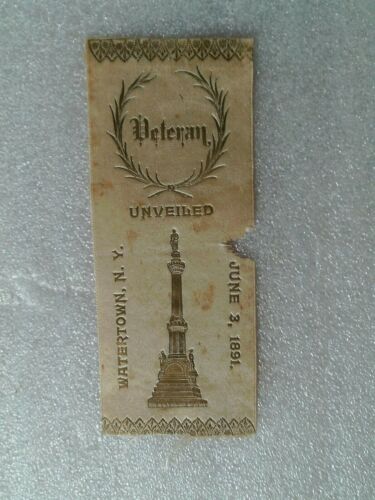 Veteran
UNVEILED
WATERTOWN, N. Y.
JUNE 3, 1891.